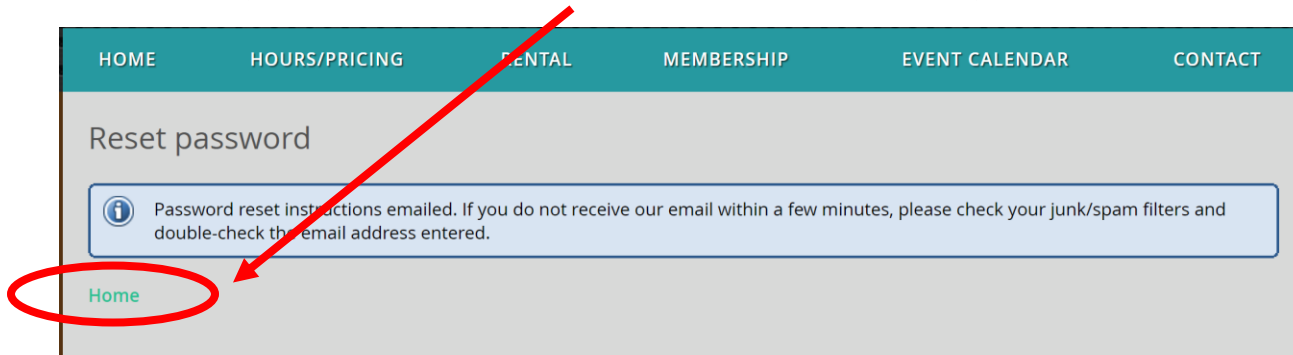 HOME HOURS/PRICING RENTAL MEMBERSHIP EVENT CALENDAR CONTACT
Reset password
Password reset instructions emailed. If you do not receive our email within a few minutes, please check your junk/spam filters and
double-check the email address entered.
Home